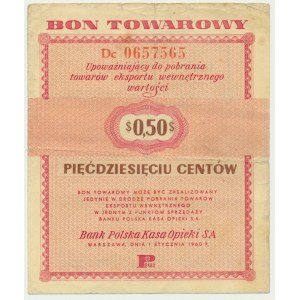 BON TOWAROWY
Dc 0657565
Upoważniający do pobrania
towarów eksportu wewnętrznego
wartości
$0,50$
PIĘĆDZIESIĘCIU CENTÓW
BON TOWAROWY MOŻE BYĆ ZREALIZOWANY
JEDYNIE W DRODZE POBRANIA TOWARÓW
EKSPORTU WEWNĘTRZNEGO
W JEDNYM Z PUNKTÓW SPRZEDAŻY
BANKU POLSKA KASA OPIEKI S.A.
Bank Polska Kasa Opieki S.A
WARSZAWA, DNIA 1 STYCZNIA 1960 R.